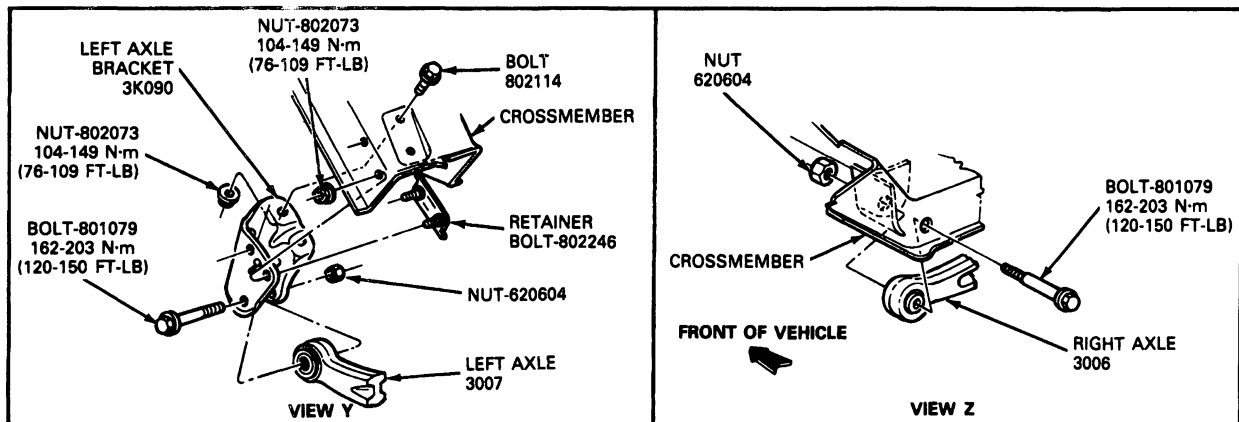 NUT-802073
104-149 N·m
(76-109 FT-LB)
LEFT AXLE
BRACKET
3K090
BOLT
802114
CROSSMEMBER
NUT-802073
104-149 N·m
(76-109 FT-LB)
BOLT-801079
162-203 N·m
(120-150 FT-LB)
RETAINER
BOLT-802246
NUT-620604
LEFT AXLE
3007
VIEW Y
NUT
620604
BOLT-801079
162-203 N·m
(120-150 FT-LB)
CROSSMEMBER
FRONT OF VEHICLE
RIGHT AXLE
3006
VIEW Z